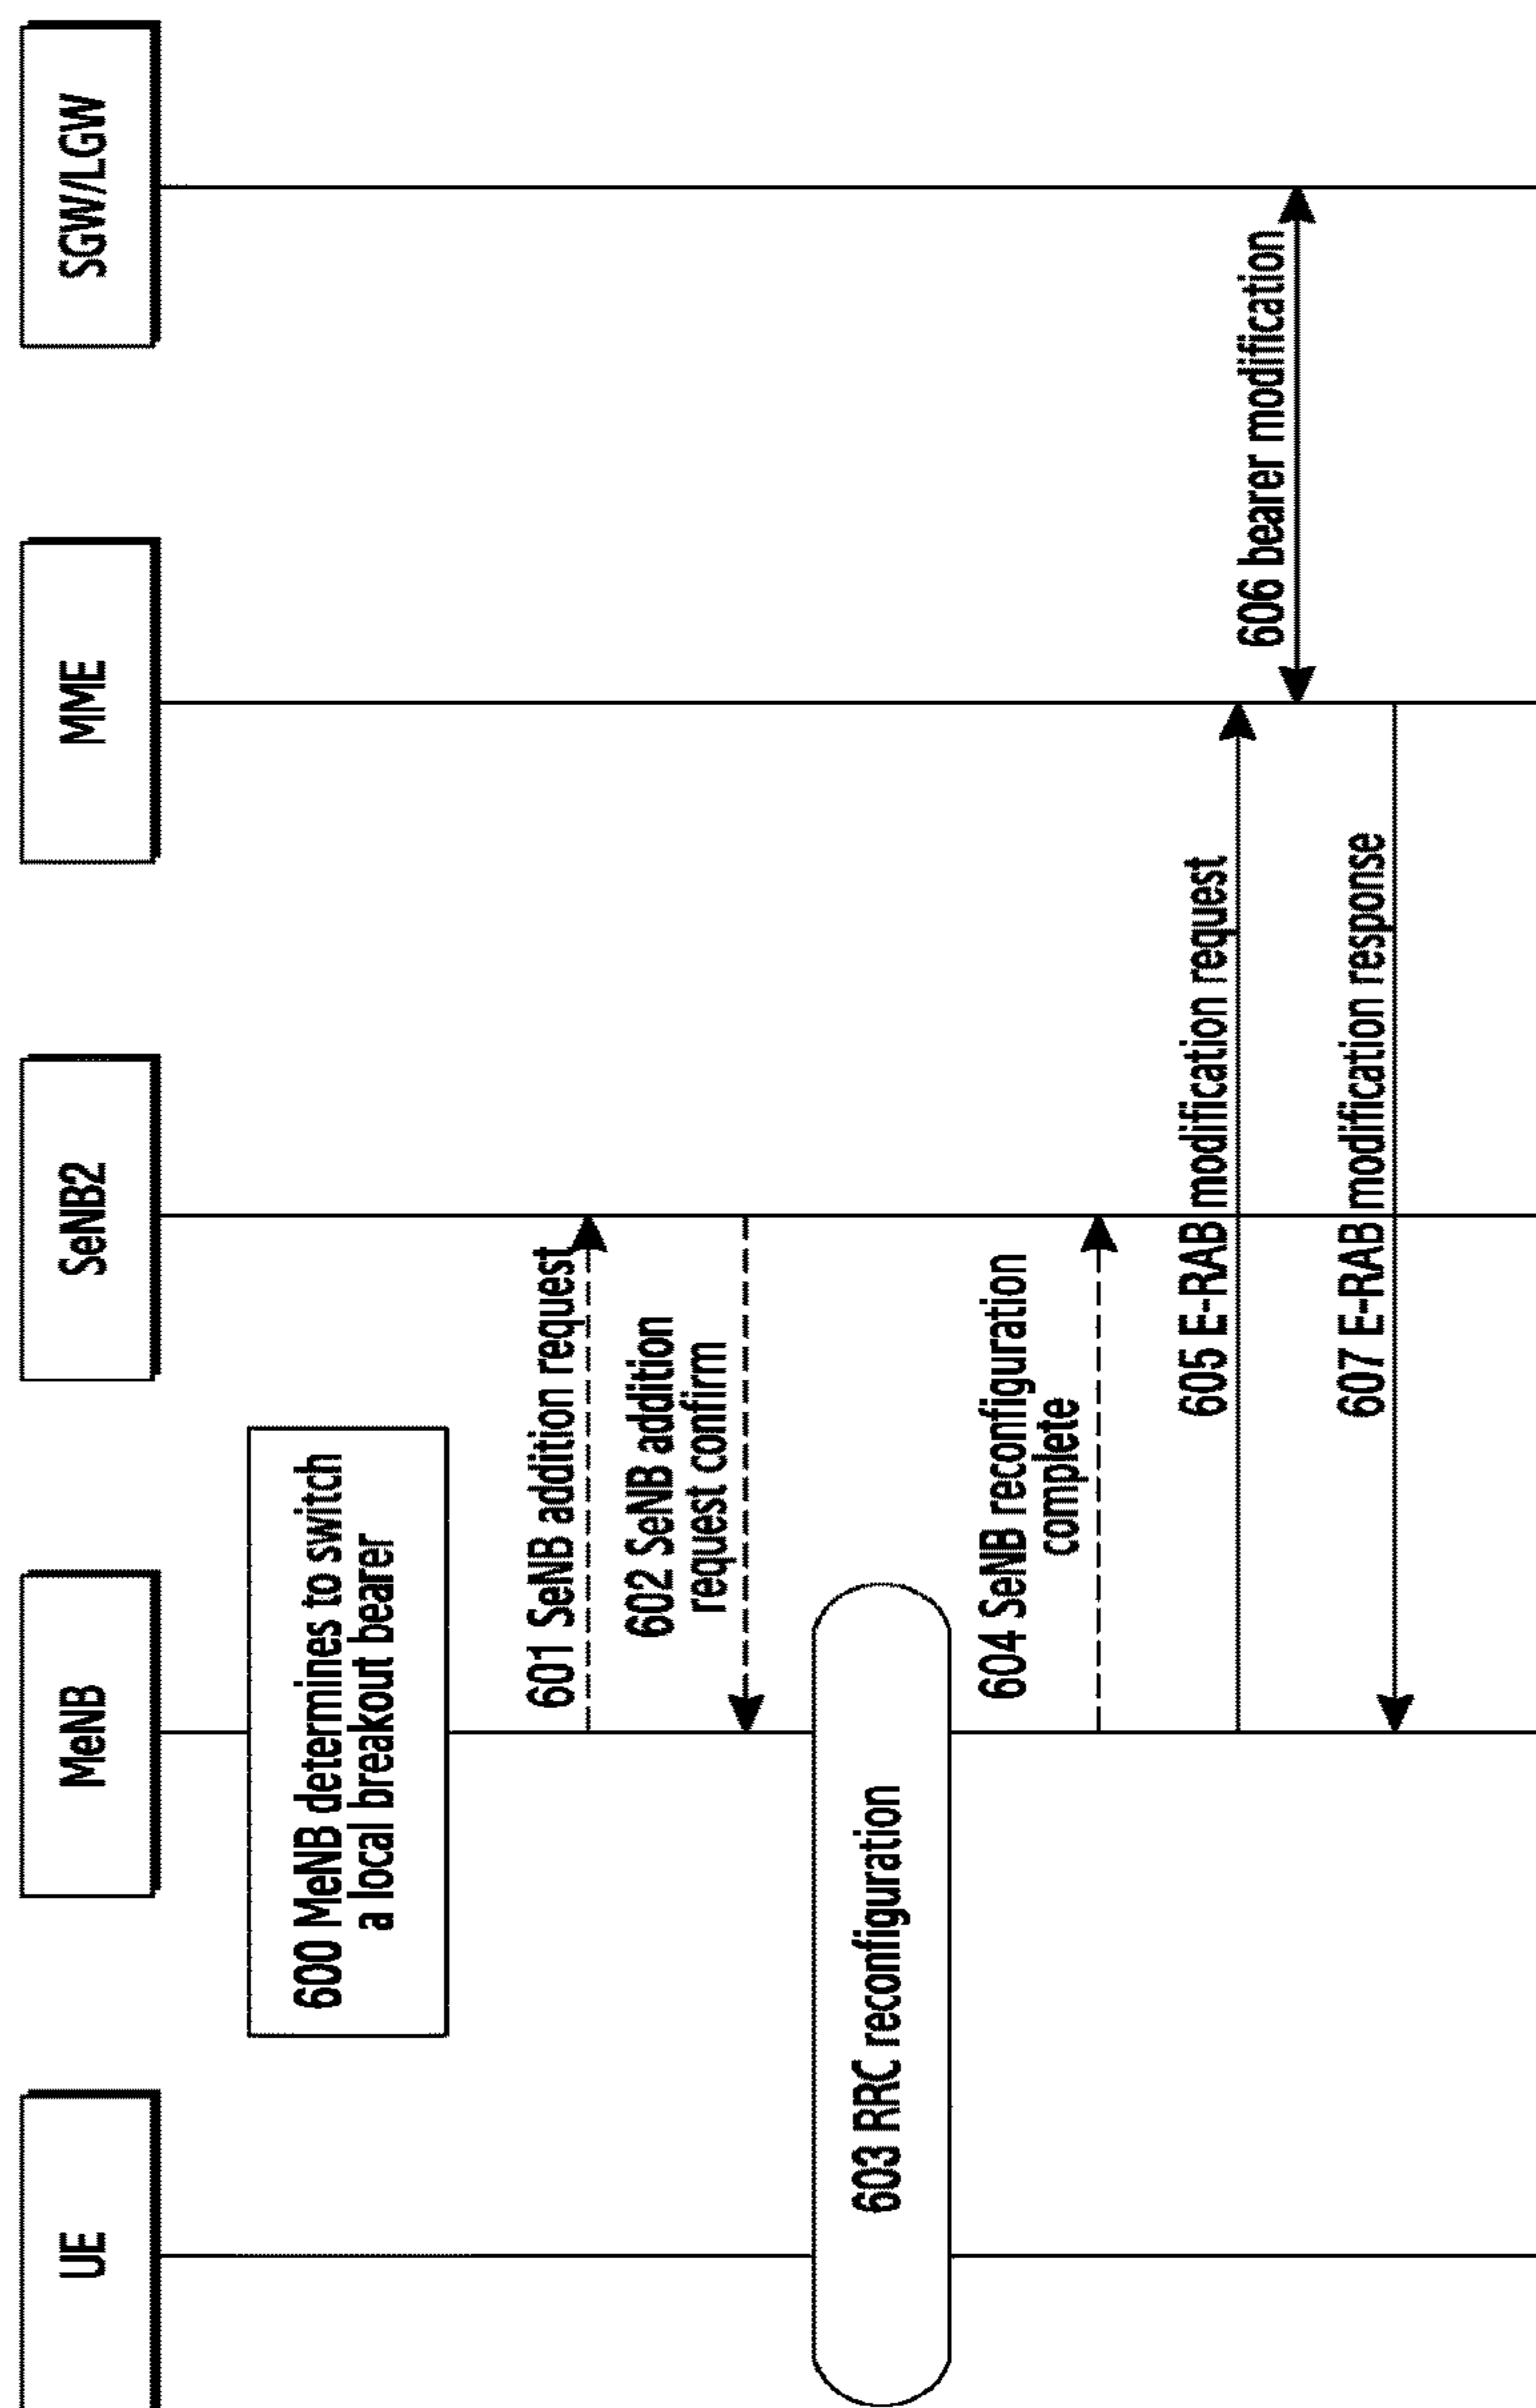 UE
MeNB
SeNB2
MME
SGW/LGW
600 MeNB determines to switch
a local breakout bearer
601 SeNB addition request
602 SeNB addition
request confirm
603 RRC reconfiguration
604 SeNB reconfiguration
complete
605 E-RAB modification request
606 bearer modification
607 E-RAB modification response